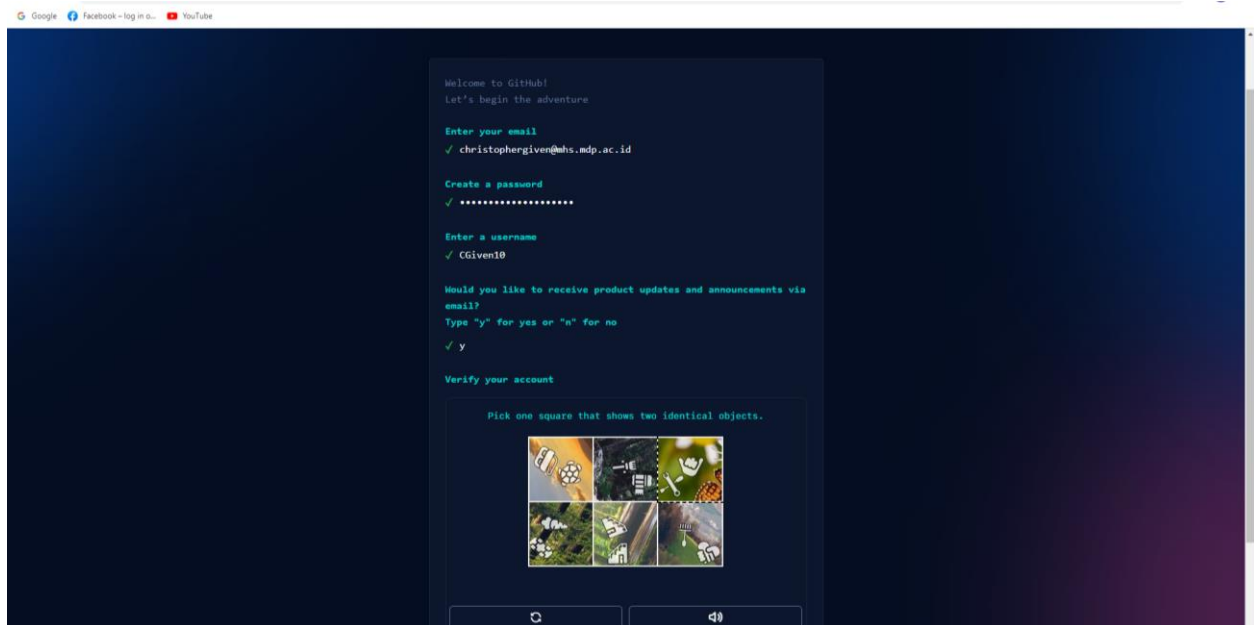 Google Facebook – log in o... YouTube
Welcome to GitHub!
Let's begin the adventure
Enter your email
✓ christophergiven@mhs.mdp.ac.id
Create a password
✓ ••••••••••••••••••••
Enter a username
✓ CGiven10
Would you like to receive product updates and announcements via
email?
Type "y" for yes or "n" for no
✓ y
Verify your account
Pick one square that shows two identical objects.